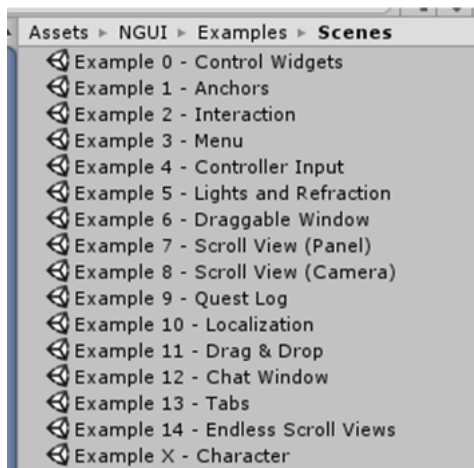 Assets ▸ NGUI ▸ Examples ▸ Scenes
Example 0 - Control Widgets
Example 1 - Anchors
Example 2 - Interaction
Example 3 - Menu
Example 4 - Controller Input
Example 5 - Lights and Refraction
Example 6 - Draggable Window
Example 7 - Scroll View (Panel)
Example 8 - Scroll View (Camera)
Example 9 - Quest Log
Example 10 - Localization
Example 11 - Drag & Drop
Example 12 - Chat Window
Example 13 - Tabs
Example 14 - Endless Scroll Views
Example X - Character